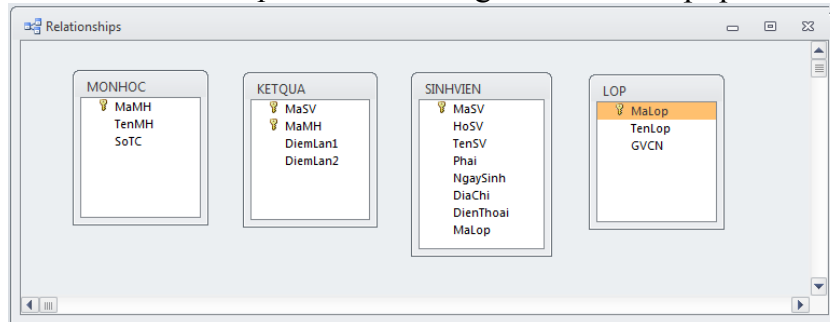 Relationships
MONHOC
MaMH
TenMH
SoTC
KETQUA
MaSV
MaMH
DiemLan1
DiemLan2
SINHVIEN
MaSV
HoSV
TenSV
Phai
NgaySinh
DiaChi
DienThoai
MaLop
LOP
MaLop
TenLop
GVCN